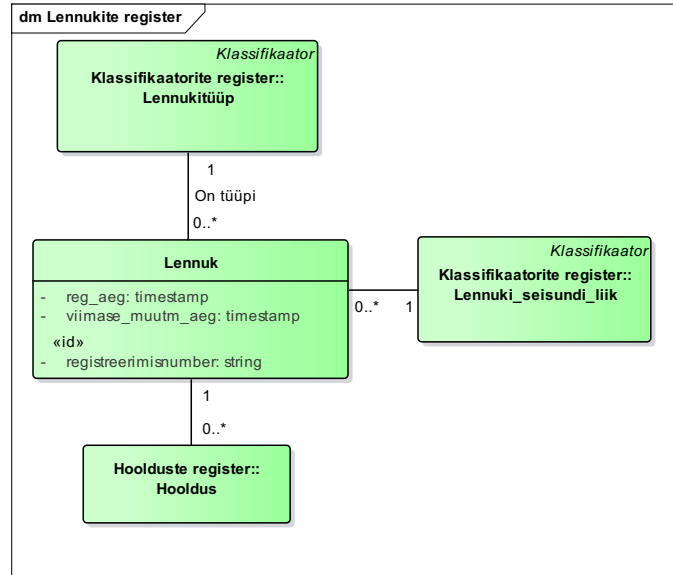 dm Lennukite register
Klassifikaator
Klassifikaatorite register::
Lennukitüüp
1
On tüüpi
0..*
Lennuk
- reg_aeg: timestamp
- viimase_muutm_aeg: timestamp
«id»
- registreerimisnumber: string
0..*
1
Klassifikaator
Klassifikaatorite register::
Lennuki_seisundi_liik
1
0..*
Hoolduste register::
Hooldus